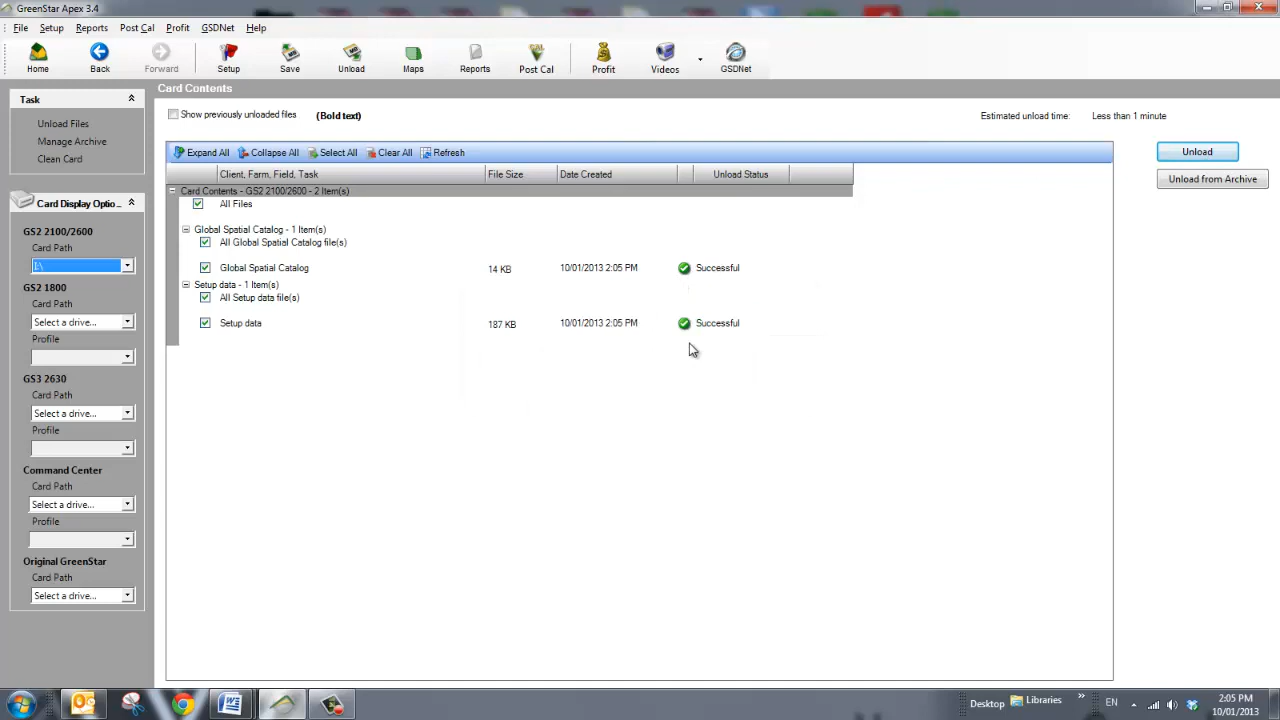 GreenStar Apex 3.4
File Setup Reports Post Cal Profit GSDNet Help
Home Back Forward Setup Save Unload Maps Reports Post Cal Profit Videos GSDNet
Task
Unload Files
Manage Archive
Clean Card
Card Display Optio...
GS2 2100/2600
Card Path
GS2 1800
Card Path
Select a drive...
Profile
GS3 2630
Card Path
Select a drive...
Profile
Command Center
Card Path
Select a drive...
Profile
Original GreenStar
Card Path
Select a drive...
Card Contents
Show previously unloaded files (Bold text) Estimated unload time: Less than 1 minute
Expand All Collapse All Select All Clear All Refresh
Client, Farm, Field, Task File Size Date Created Unload Status
Card Contents - GS2 2100/2600 - 2 Item(s)
All Files
Global Spatial Catalog - 1 Item(s)
All Global Spatial Catalog file(s)
Global Spatial Catalog 14 KB 10/01/2013 2:05 PM Successful
Setup data - 1 Item(s)
All Setup data file(s)
Setup data 187 KB 10/01/2013 2:05 PM Successful
Unload
Unload from Archive
Desktop Libraries EN 2:05 PM
10/01/2013